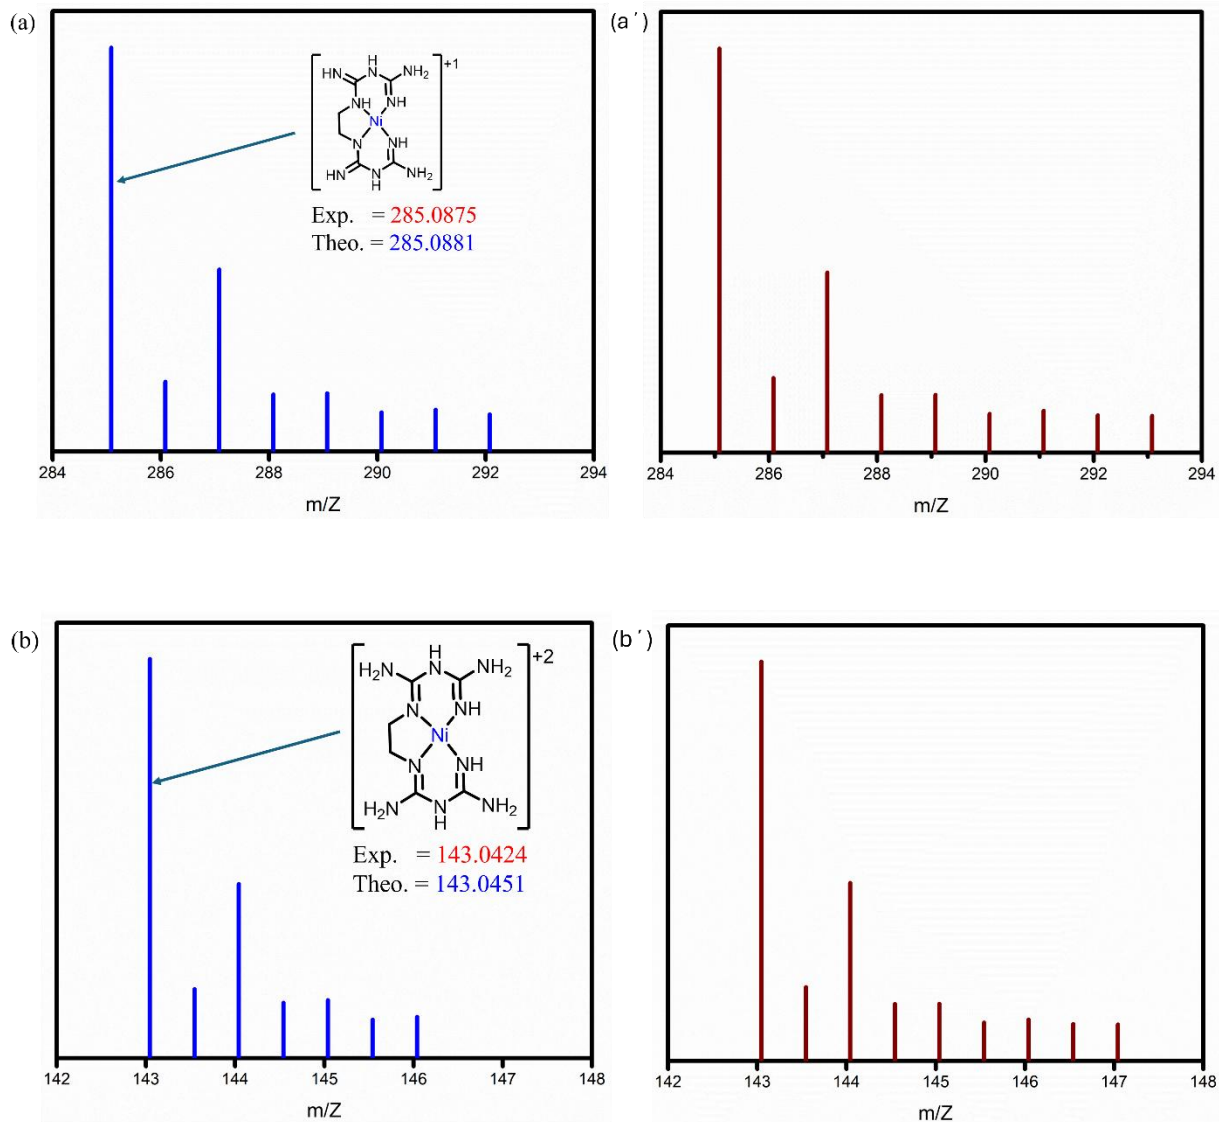 (a)
+1
H
HN
N
NH2
NH
NH
Ni
N
NH
HN
N
H
NH2
Exp. = 285.0875
Theo. = 285.0881
284 286 288 290 292 294
m/Z
(a´)
284 286 288 290 292 294
m/Z
(b)
+2
H
H2N
N
NH2
N
NH
Ni
N
NH
H2N
N
H
NH2
Exp. = 143.0424
Theo. = 143.0451
142 143 144 145 146 147 148
m/Z
(b´)
142 143 144 145 146 147 148
m/Z